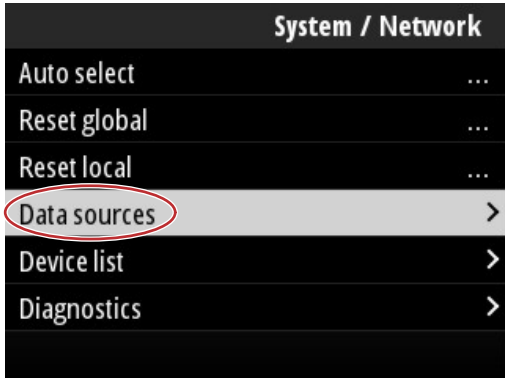 System / Network
Auto select ...
Reset global ...
Reset local ...
Data sources >
Device list >
Diagnostics >